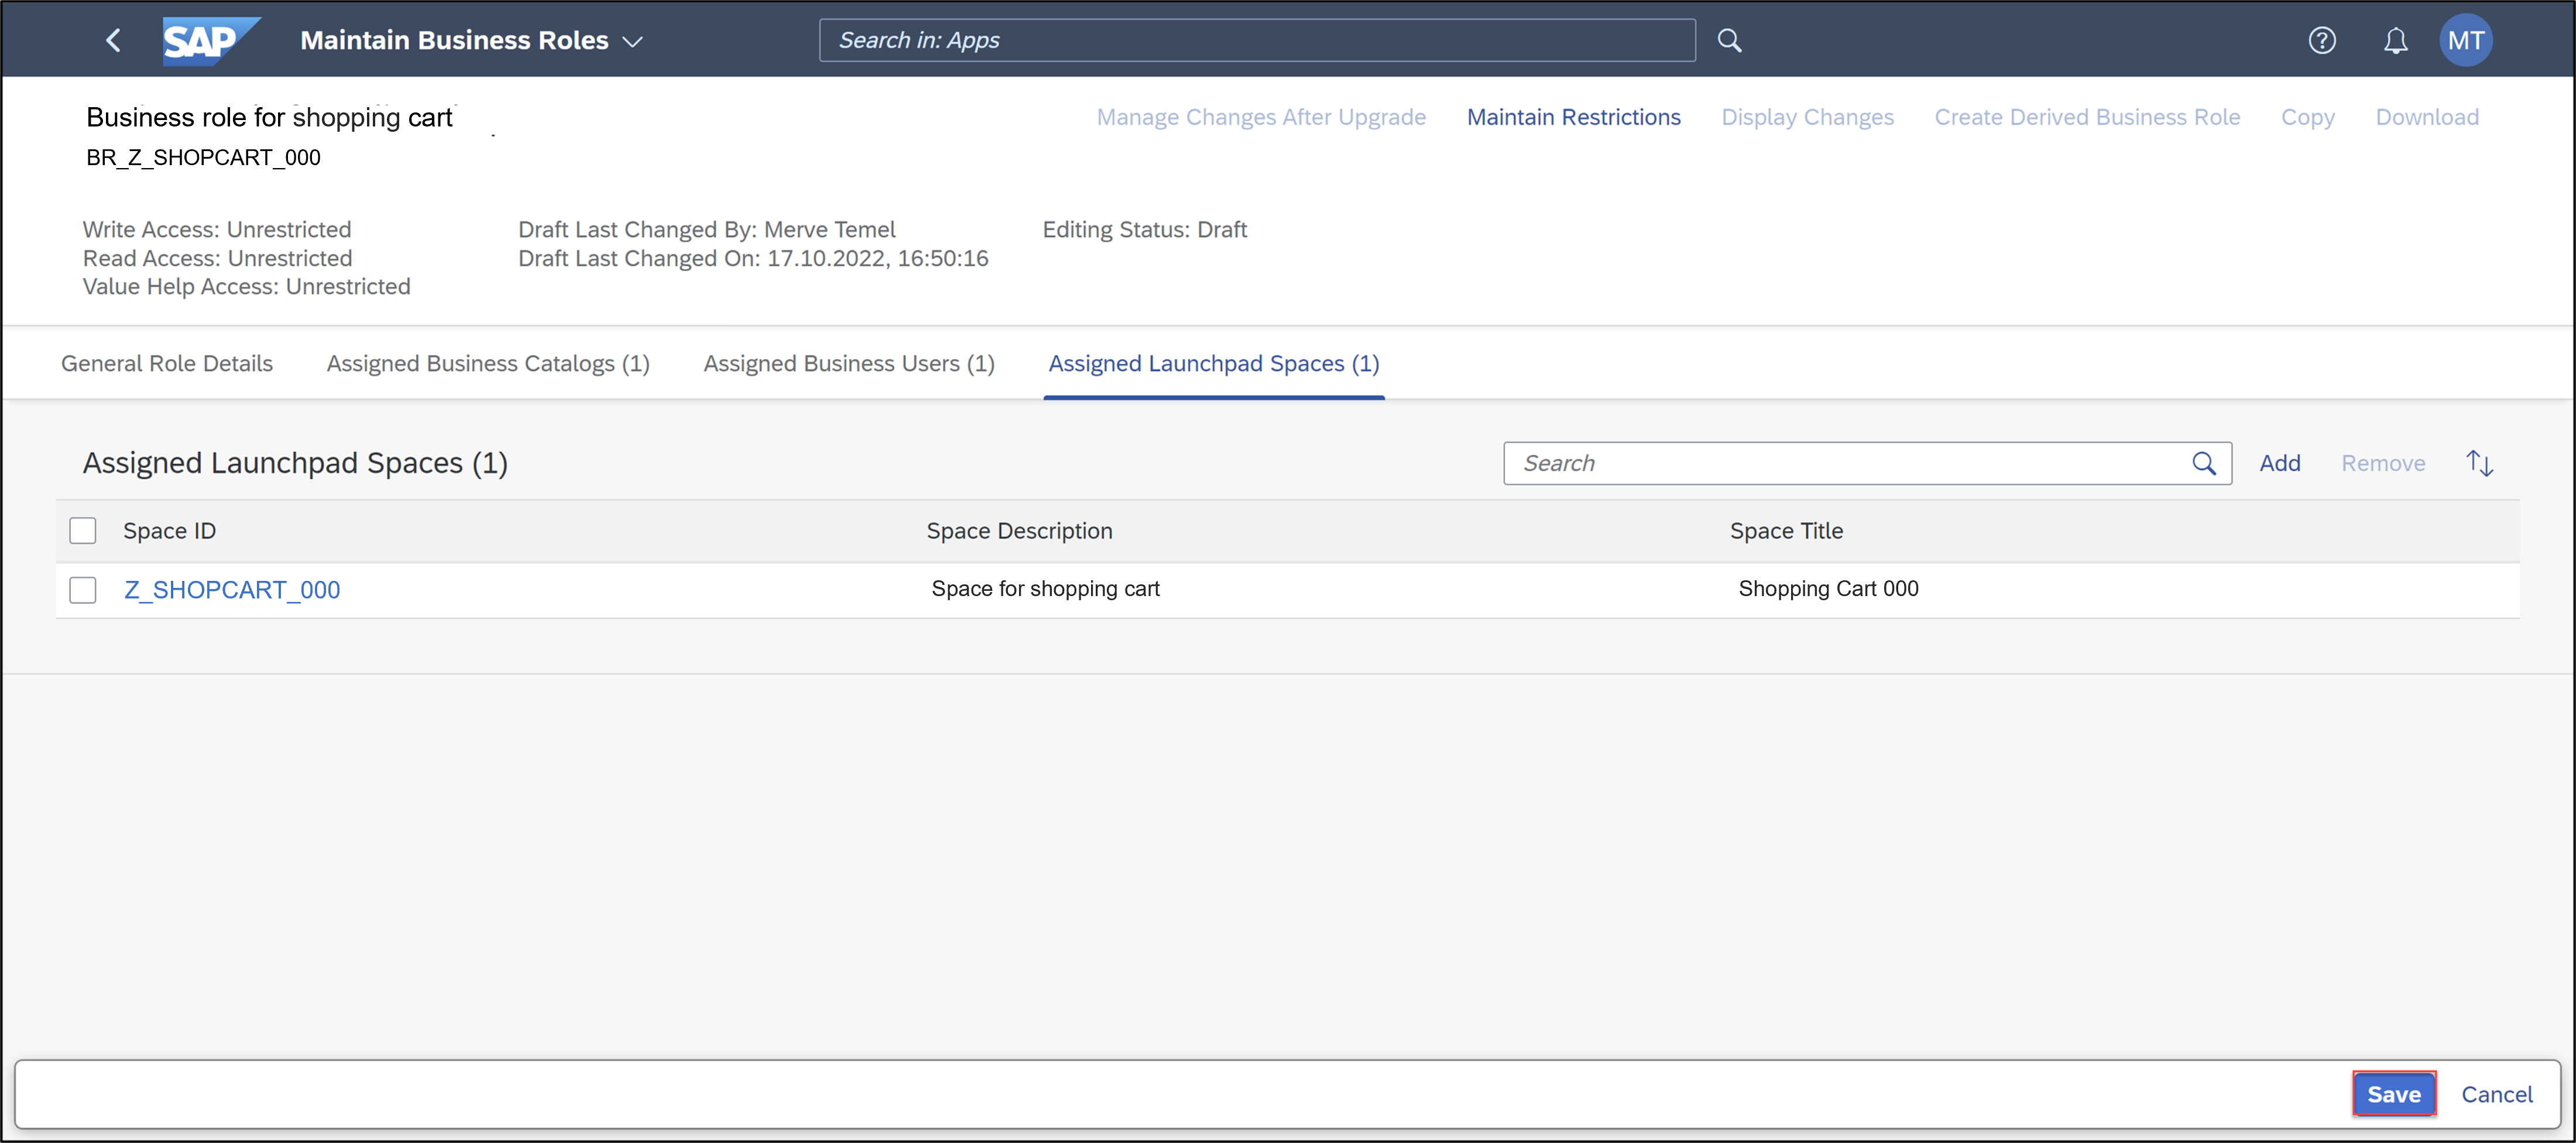 SAP Maintain Business Roles Search in: Apps ? MT
Business role for shopping cart Manage Changes After Upgrade Maintain Restrictions Display Changes Create Derived Business Role Copy Download
BR_Z_SHOPCART_000
Write Access: Unrestricted Draft Last Changed By: Merve Temel Editing Status: Draft
Read Access: Unrestricted Draft Last Changed On: 17.10.2022, 16:50:16
Value Help Access: Unrestricted
General Role Details Assigned Business Catalogs (1) Assigned Business Users (1) Assigned Launchpad Spaces (1)
Assigned Launchpad Spaces (1) Search Add Remove
Space ID Space Description Space Title
Z_SHOPCART_000 Space for shopping cart Shopping Cart 000
Save Cancel